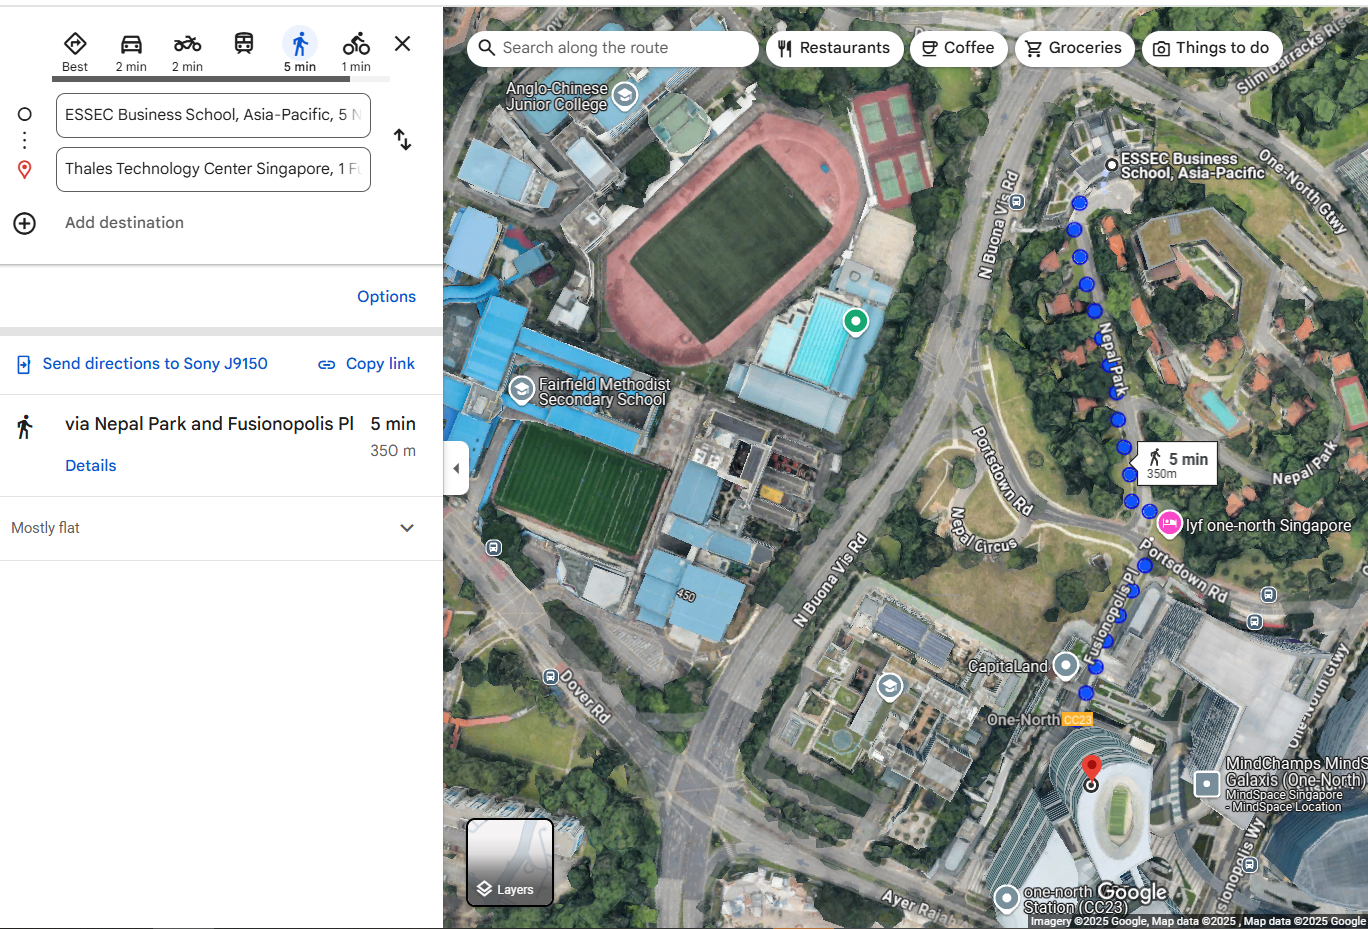 Best
2 min
2 min
5 min
1 min
ESSEC Business School, Asia-Pacific, 5 N
Thales Technology Center Singapore, 1 Fu
Add destination
Options
Send directions to Sony J9150
Copy link
via Nepal Park and Fusionopolis Pl
5 min
350 m
Details
Mostly flat
Search along the route
Restaurants
Coffee
Groceries
Things to do
Slim Barracks Rise
Anglo-Chinese
Junior College
ESSEC Business
School, Asia-Pacific
One-North Gtwy
N Buona Vis Rd
Nepal Park
Fairfield Methodist
Secondary School
Portsdown Rd
5 min
350m
Nepal Park
Nepal Circus
lyf one-north Singapore
N Buona Vis Rd
Portsdown Rd
450
Fusionopolis Pl
CapitaLand
Dover Rd
One-North CC23
One-North Gtwy
MindChamps MindS
Galaxis (One-North)
MindSpace Singapore
- MindSpace Location
sionopolis Wy
Layers
Ayer Rajah
one-north
Station (CC23)
Google
Imagery ©2025 Google, Map data ©2025 , Map data ©2025 Google